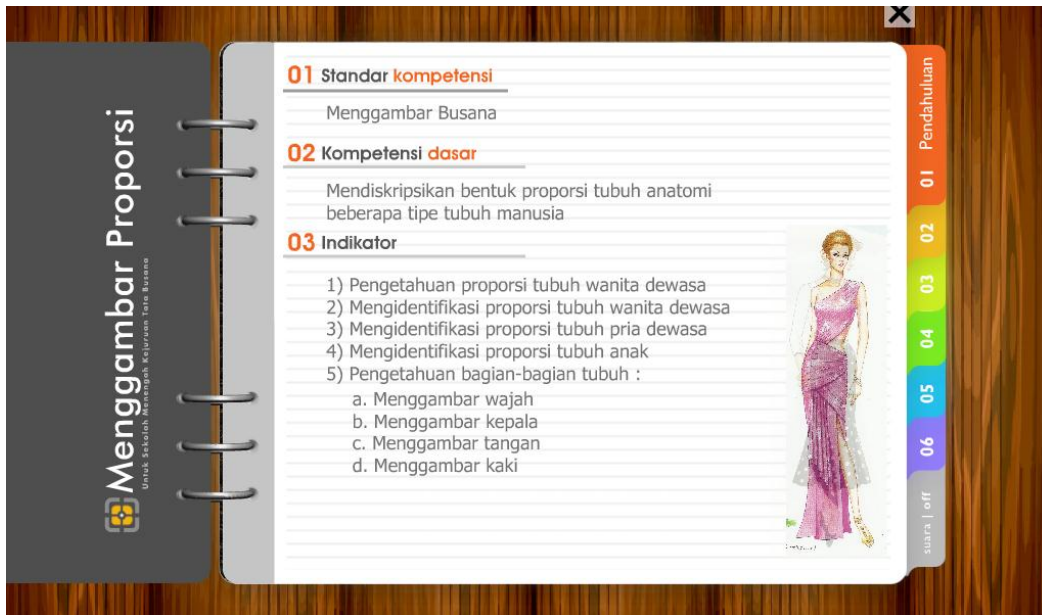 Menggambar Proporsi
Untuk Sekolah Menengah Kejuruan Tata Busana
01 Standar kompetensi
Menggambar Busana
02 Kompetensi dasar
Mendiskripsikan bentuk proporsi tubuh anatomi
beberapa tipe tubuh manusia
03 Indikator
1) Pengetahuan proporsi tubuh wanita dewasa
2) Mengidentifikasi proporsi tubuh wanita dewasa
3) Mengidentifikasi proporsi tubuh pria dewasa
4) Mengidentifikasi proporsi tubuh anak
5) Pengetahuan bagian-bagian tubuh :
a. Menggambar wajah
b. Menggambar kepala
c. Menggambar tangan
d. Menggambar kaki
01 Pendahuluan
02
03
04
05
06
suara | off